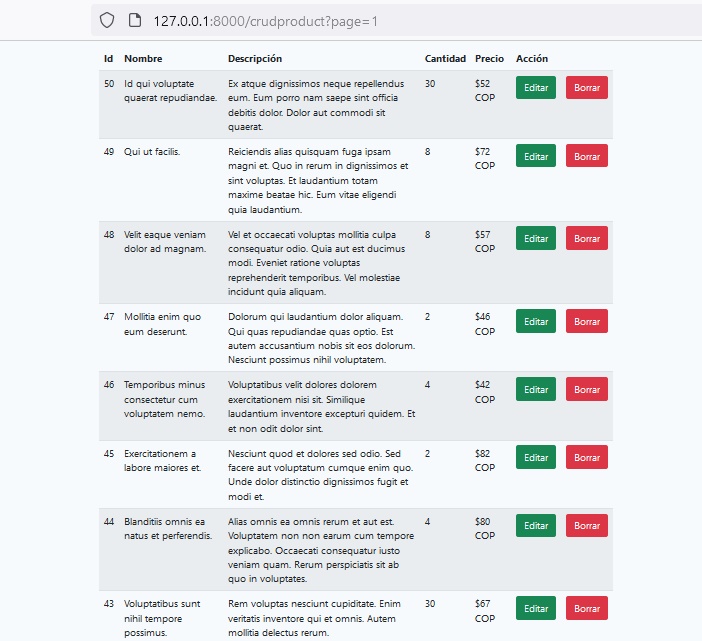 127.0.0.1:8000/crudproduct?page=1
Id Nombre Descripción Cantidad Precio Acción
50 Id qui voluptate Ex atque dignissimos neque repellendus 30 $52 Editar Borrar
quaerat repudiandae. eum. Eum porro nam saepe sint officia COP
debitis dolor. Dolor aut commodi sit
quaerat.
49 Qui ut facilis. Reiciendis alias quisquam fuga ipsam 8 $72 Editar Borrar
magni et. Quo in rerum in dignissimos et COP
sint voluptas. Et laudantium totam
maxime beatae hic. Eum vitae eligendi
quia laudantium.
48 Velit eaque veniam Vel et occaecati voluptas mollitia culpa 8 $57 Editar Borrar
dolor ad magnam. consequatur odio. Quia aut est ducimus COP
modi. Eveniet ratione voluptas
reprehenderit temporibus. Vel molestiae
incidunt quia aliquam.
47 Mollitia enim quo Dolorum qui laudantium dolor aliquam. 2 $46 Editar Borrar
eum deserunt. Qui quas repudiandae quas optio. Est COP
autem accusantium nobis sit eos dolorum.
Nesciunt possimus nihil voluptatem.
46 Temporibus minus Voluptatibus velit dolores dolorem 4 $42 Editar Borrar
consectetur cum exercitationem nisi sit. Similique COP
voluptatem nemo. laudantium inventore excepturi quidem. Et
et non odit dolor sint.
45 Exercitationem a Nesciunt quod et dolores sed odio. Sed 2 $82 Editar Borrar
labore maiores et. facere aut voluptatum cumque enim quo. COP
Unde dolor distinctio dignissimos fugit et
modi et.
44 Blanditiis omnis ea Alias omnis ea omnis rerum et aut est. 4 $80 Editar Borrar
natus et perferendis. Voluptatem non non earum cum tempore COP
explicabo. Occaecati consequatur iusto
veniam quam. Rerum perspiciatis sit ab
quo in voluptates.
43 Voluptatibus sunt Rem voluptas nesciunt cupiditate. Enim 30 $67 Editar Borrar
nihil tempore veritatis inventore qui et omnis. Autem COP
possimus. mollitia delectus rerum.